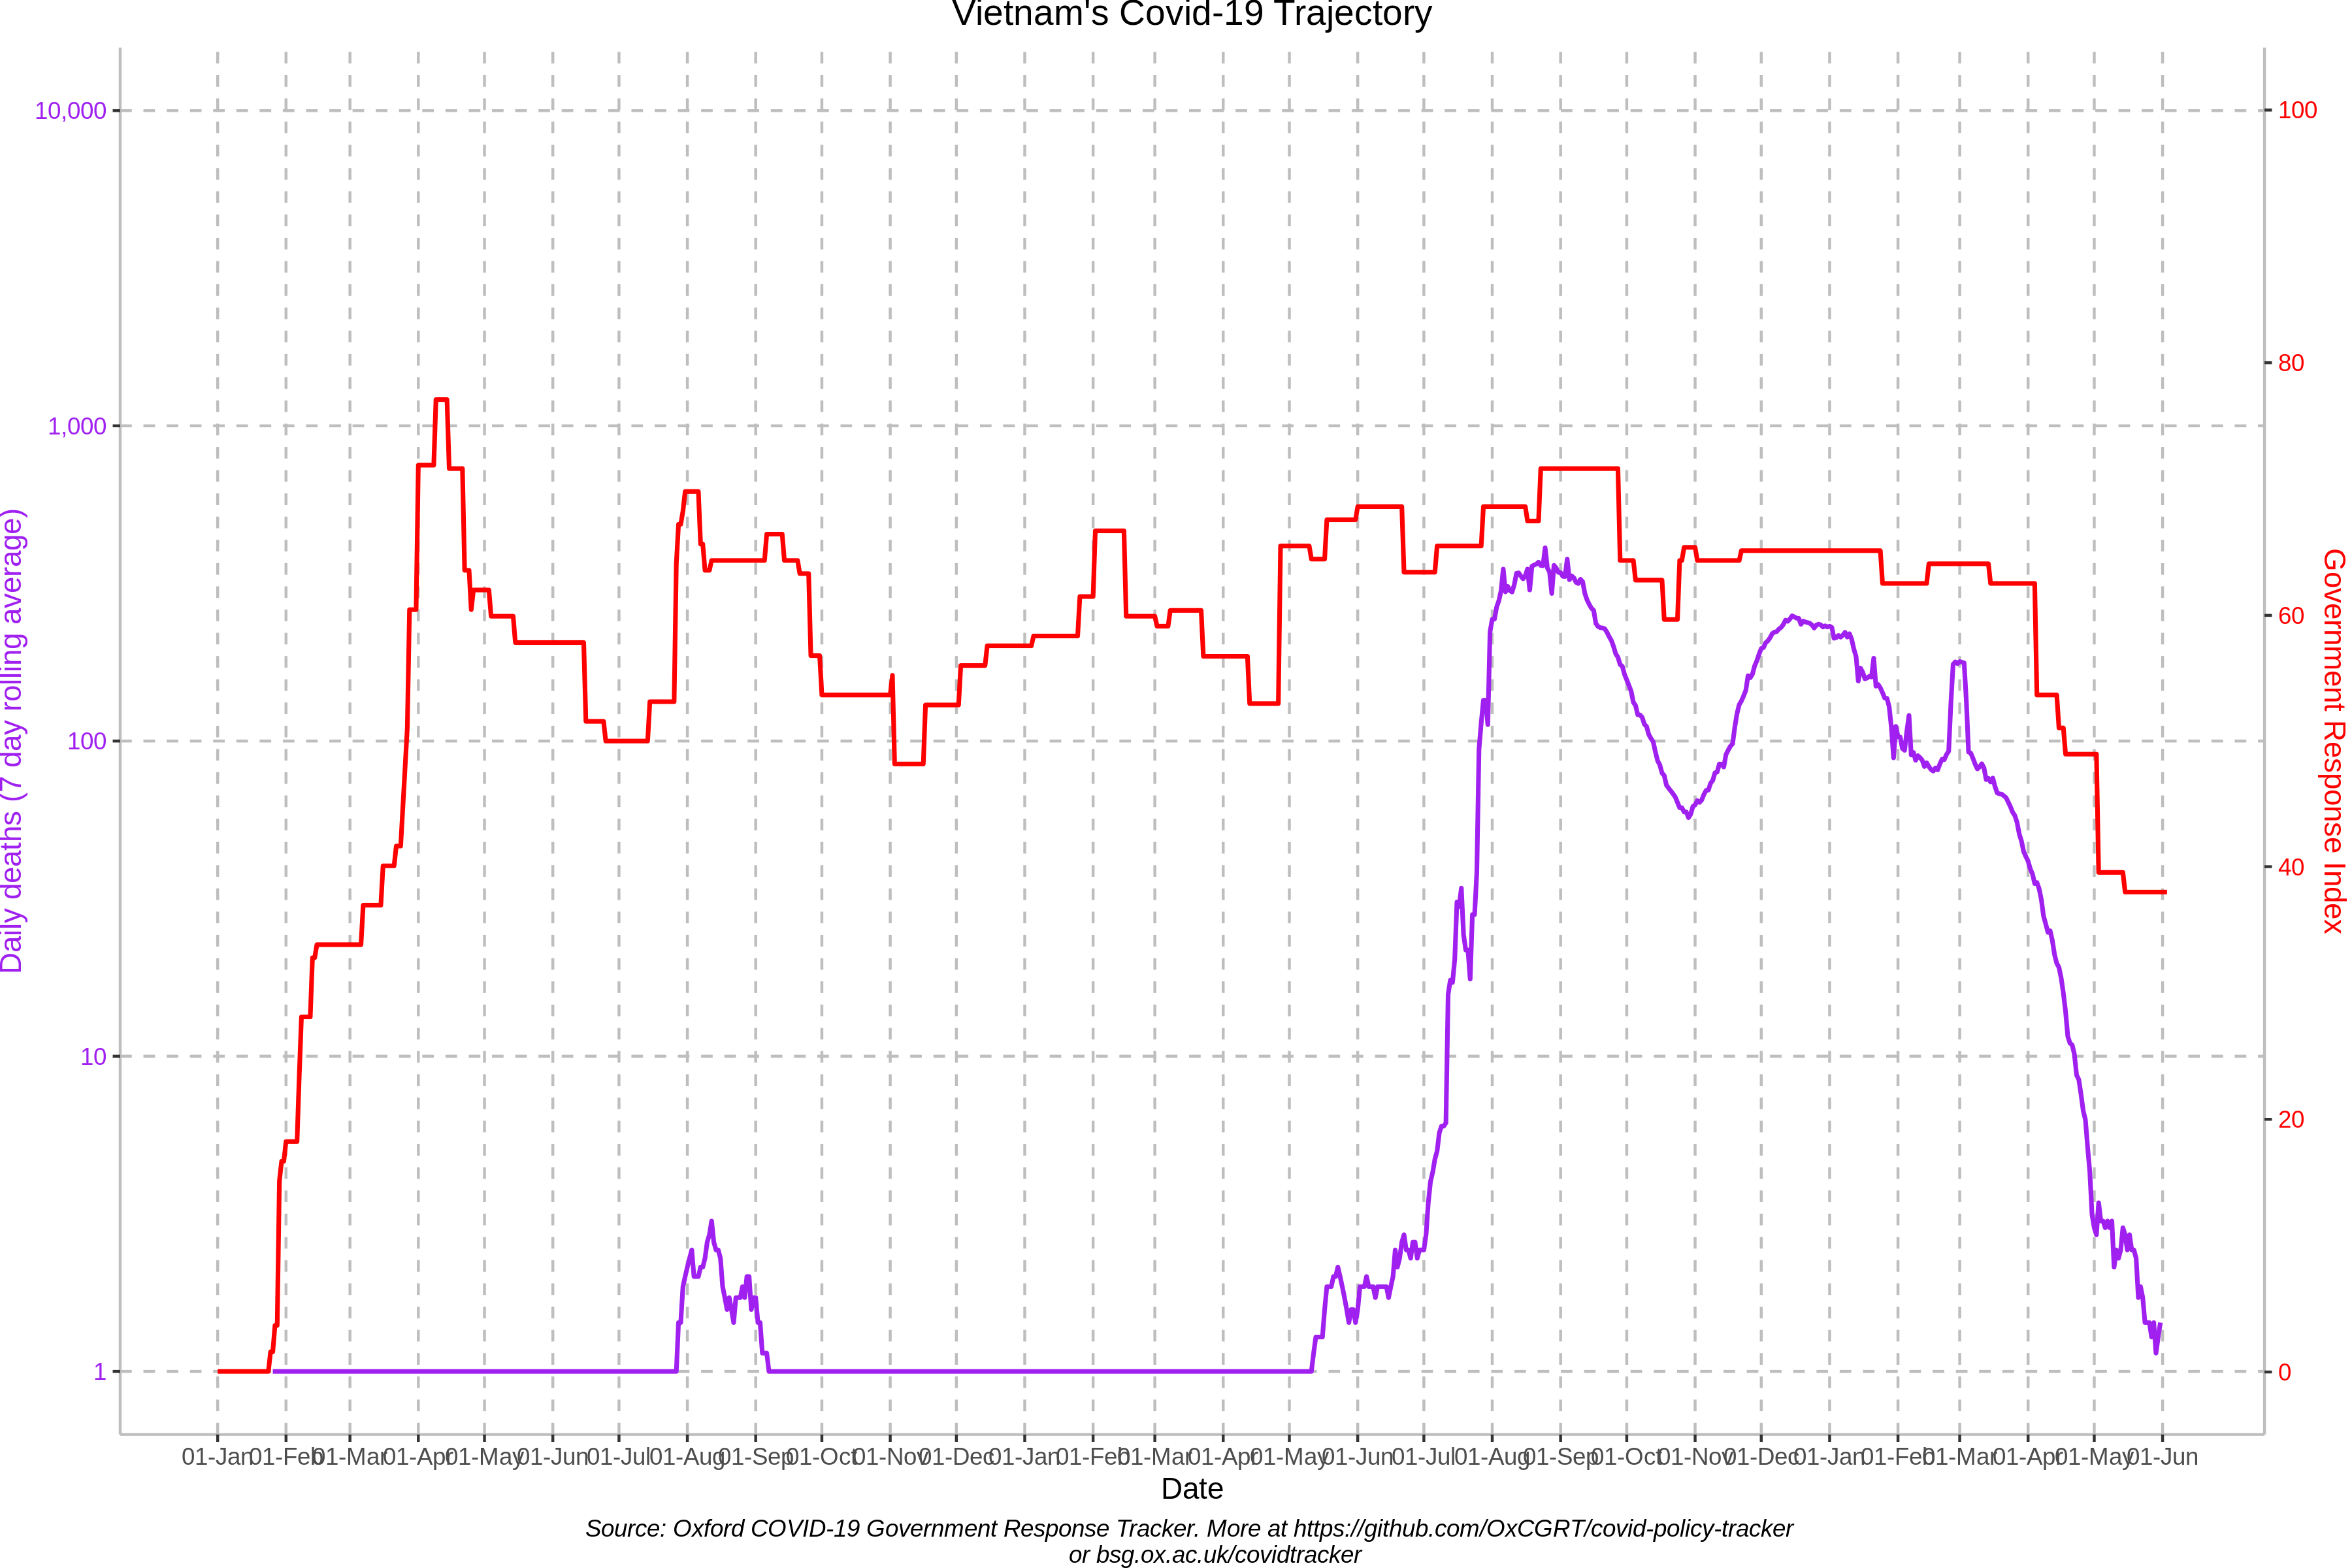 Vietnam's Covid-19 Trajectory
10,000
1,000
100
10
1
Daily deaths (7 day rolling average)
100
80
60
40
20
0
Government Response Index
01-Jan
01-Feb
01-Mar
01-Apr
01-May
01-Jun
01-Jul
01-Aug
01-Sep
01-Oct
01-Nov
01-Dec
01-Jan
01-Feb
01-Mar
01-Apr
01-May
01-Jun
01-Jul
01-Aug
01-Sep
01-Oct
01-Nov
01-Dec
01-Jan
01-Feb
01-Mar
01-Apr
01-May
01-Jun
Date
Source: Oxford COVID-19 Government Response Tracker. More at https://github.com/OxCGRT/covid-policy-tracker
or bsg.ox.ac.uk/covidtracker